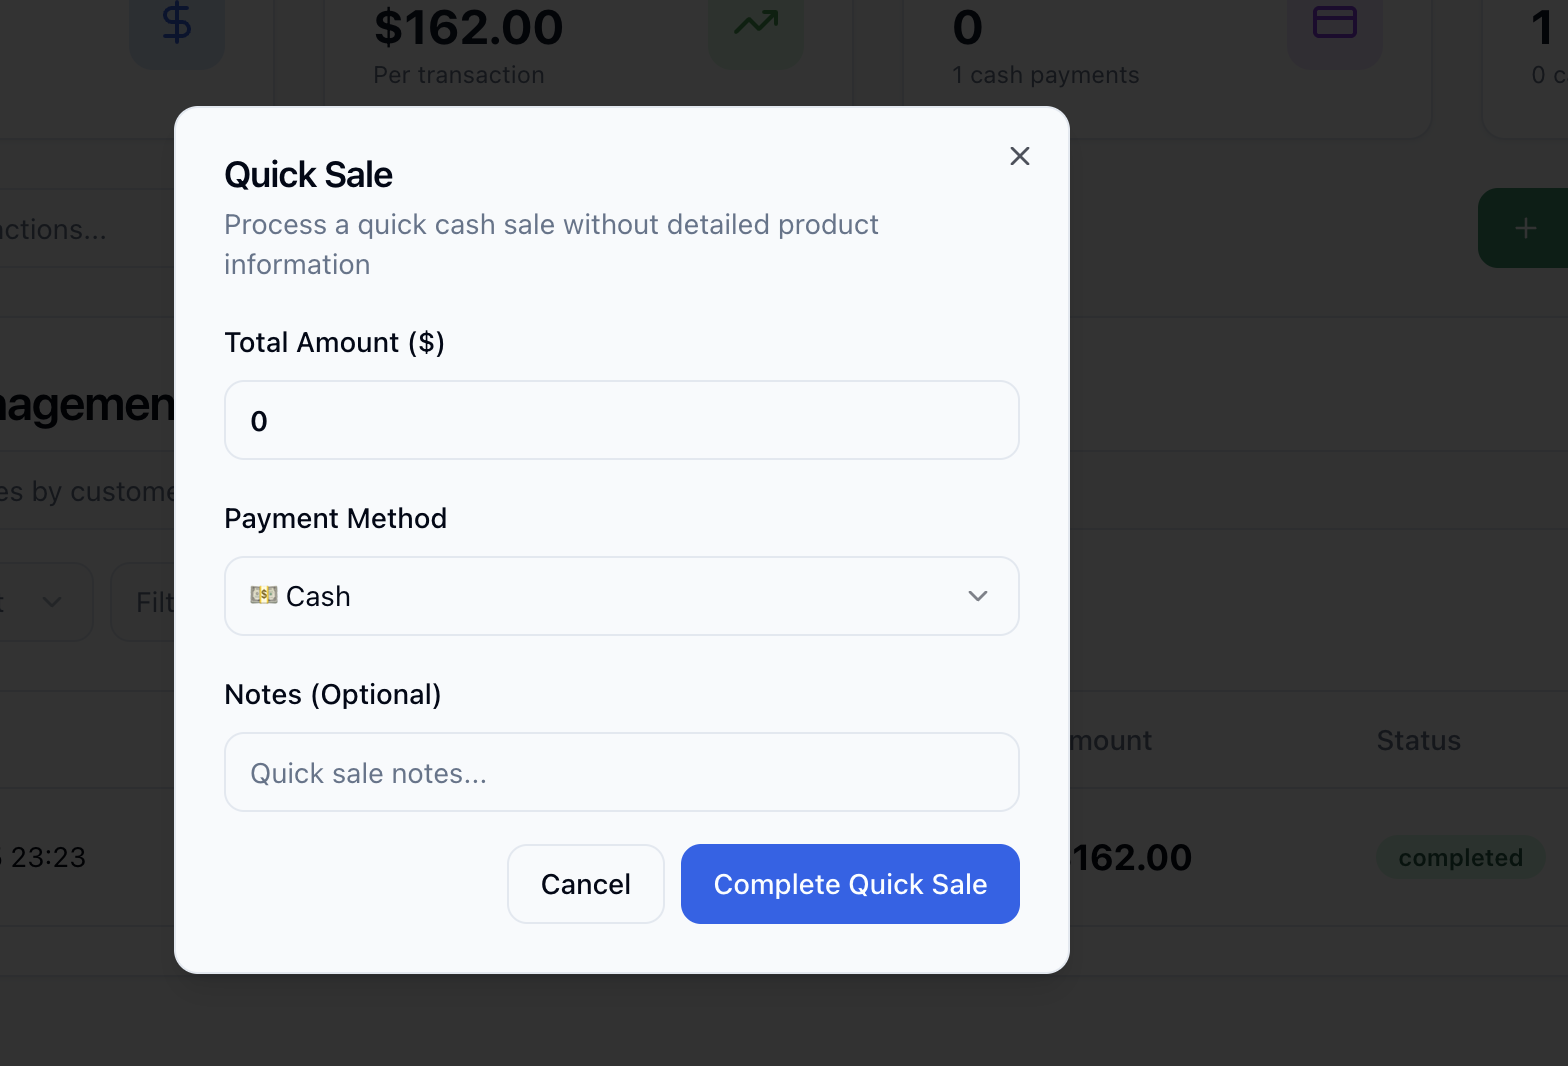 $162.00
Per transaction
0
1 cash payments
1
0 c
Quick Sale
Process a quick cash sale without detailed product
information
ctions...
Total Amount ($)
0
nagemen
es by custome
Payment Method
Cash
t
Filt
Notes (Optional)
Quick sale notes...
mount
Status
23:23
162.00
completed
Cancel
Complete Quick Sale